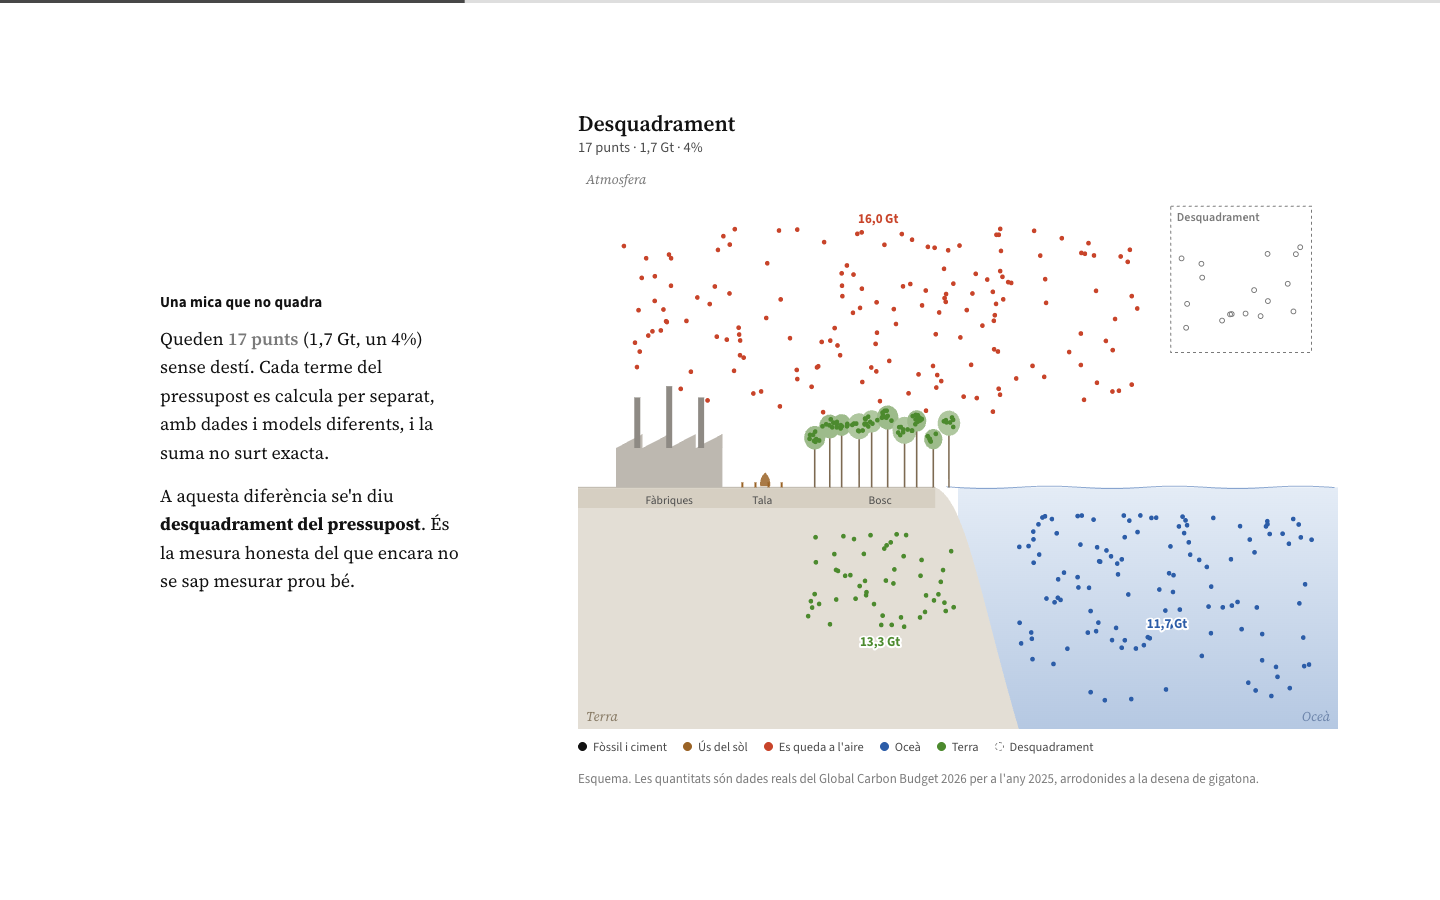 Una mica que no quadra
Queden 17 punts (1,7 Gt, un 4%)
sense destí. Cada terme del
pressupost es calcula per separat,
amb dades i models diferents, i la
suma no surt exacta.
A aquesta diferència se'n diu
desquadrament del pressupost. És
la mesura honesta del que encara no
se sap mesurar prou bé.
Desquadrament
17 punts · 1,7 Gt · 4%
Atmosfera
16,0 Gt
Desquadrament
Fàbriques
Tala
Bosc
13,3 Gt
11,7 Gt
Terra
Oceà
Fòssil i ciment
Ús del sòl
Es queda a l'aire
Oceà
Terra
Desquadrament
Esquema. Les quantitats són dades reals del Global Carbon Budget 2026 per a l'any 2025, arrodonides a la desena de gigatona.